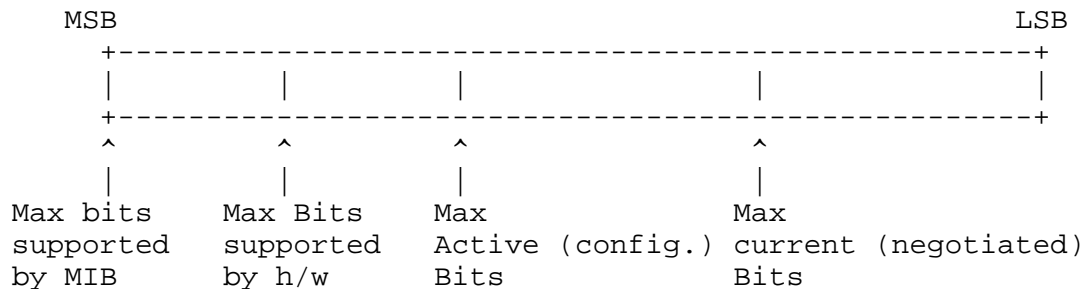 MSB LSB
+-----------------------------------------------------+
| | | | |
+-----------------------------------------------------+
^ ^ ^ ^
| | | |
Max bits Max Bits Max Max
supported supported Active (config.) current (negotiated)
by MIB by h/w Bits Bits